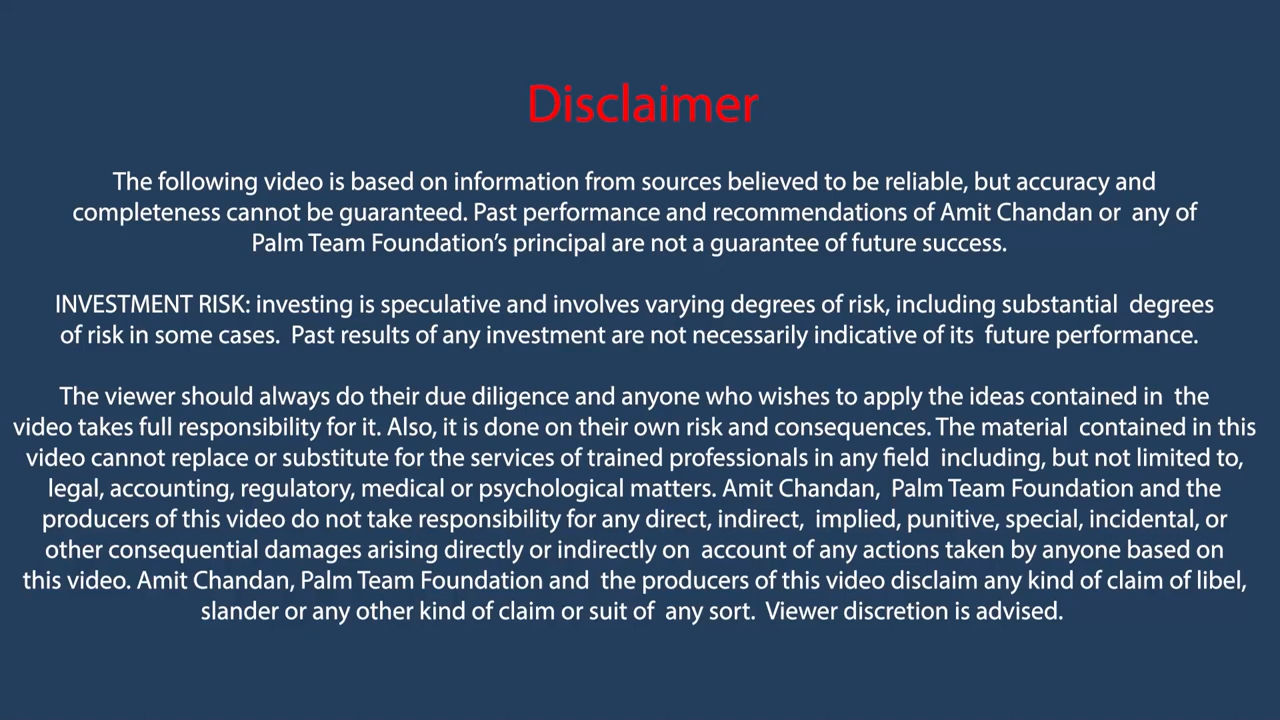 Disclaimer
The following video is based on information from sources believed to be reliable, but accuracy and
completeness cannot be guaranteed. Past performance and recommendations of Amit Chandan or any of
Palm Team Foundation's principal are not a guarantee of future success.
INVESTMENT RISK: investing is speculative and involves varying degrees of risk, including substantial degrees
of risk in some cases. Past results of any investment are not necessarily indicative of its future performance.
The viewer should always do their due diligence and anyone who wishes to apply the ideas contained in the
video takes full responsibility for it. Also, it is done on their own risk and consequences. The material contained in this
video cannot replace or substitute for the services of trained professionals in any field including, but not limited to,
legal, accounting, regulatory, medical or psychological matters. Amit Chandan, Palm Team Foundation and the
producers of this video do not take responsibility for any direct, indirect, implied, punitive, special, incidental, or
other consequential damages arising directly or indirectly on account of any actions taken by anyone based on
this video. Amit Chandan, Palm Team Foundation and the producers of this video disclaim any kind of claim of libel,
slander or any other kind of claim or suit of any sort. Viewer discretion is advised.